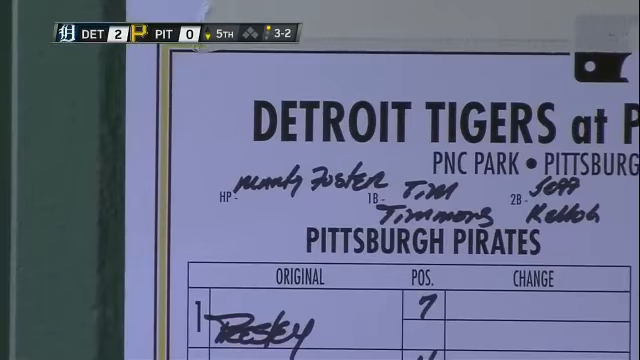 DET 2 P PIT 0 5TH 3-2
DETROIT TIGERS at P
PNC PARK • PITTSBURG
HP- Marty Foster 1B- Tim 2B- Jeff
Timmons Kellogg
PITTSBURGH PIRATES
ORIGINAL POS. CHANGE
1 PRESLEY 7